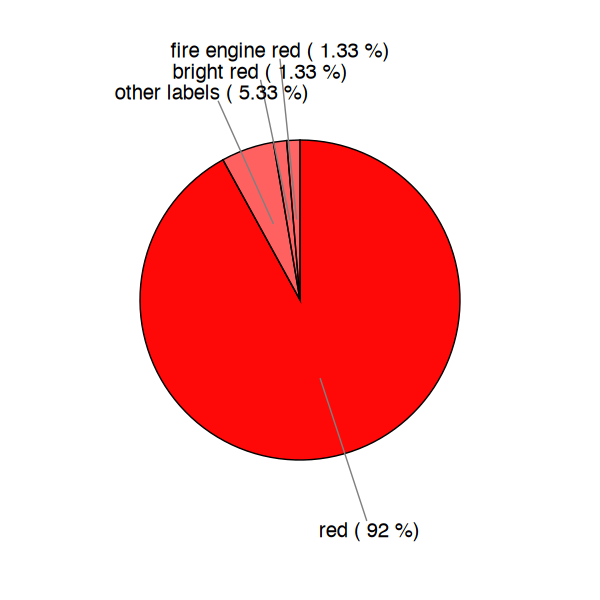 fire engine red ( 1.33 %)
bright red ( 1.33 %)
other labels ( 5.33 %)
red ( 92 %)